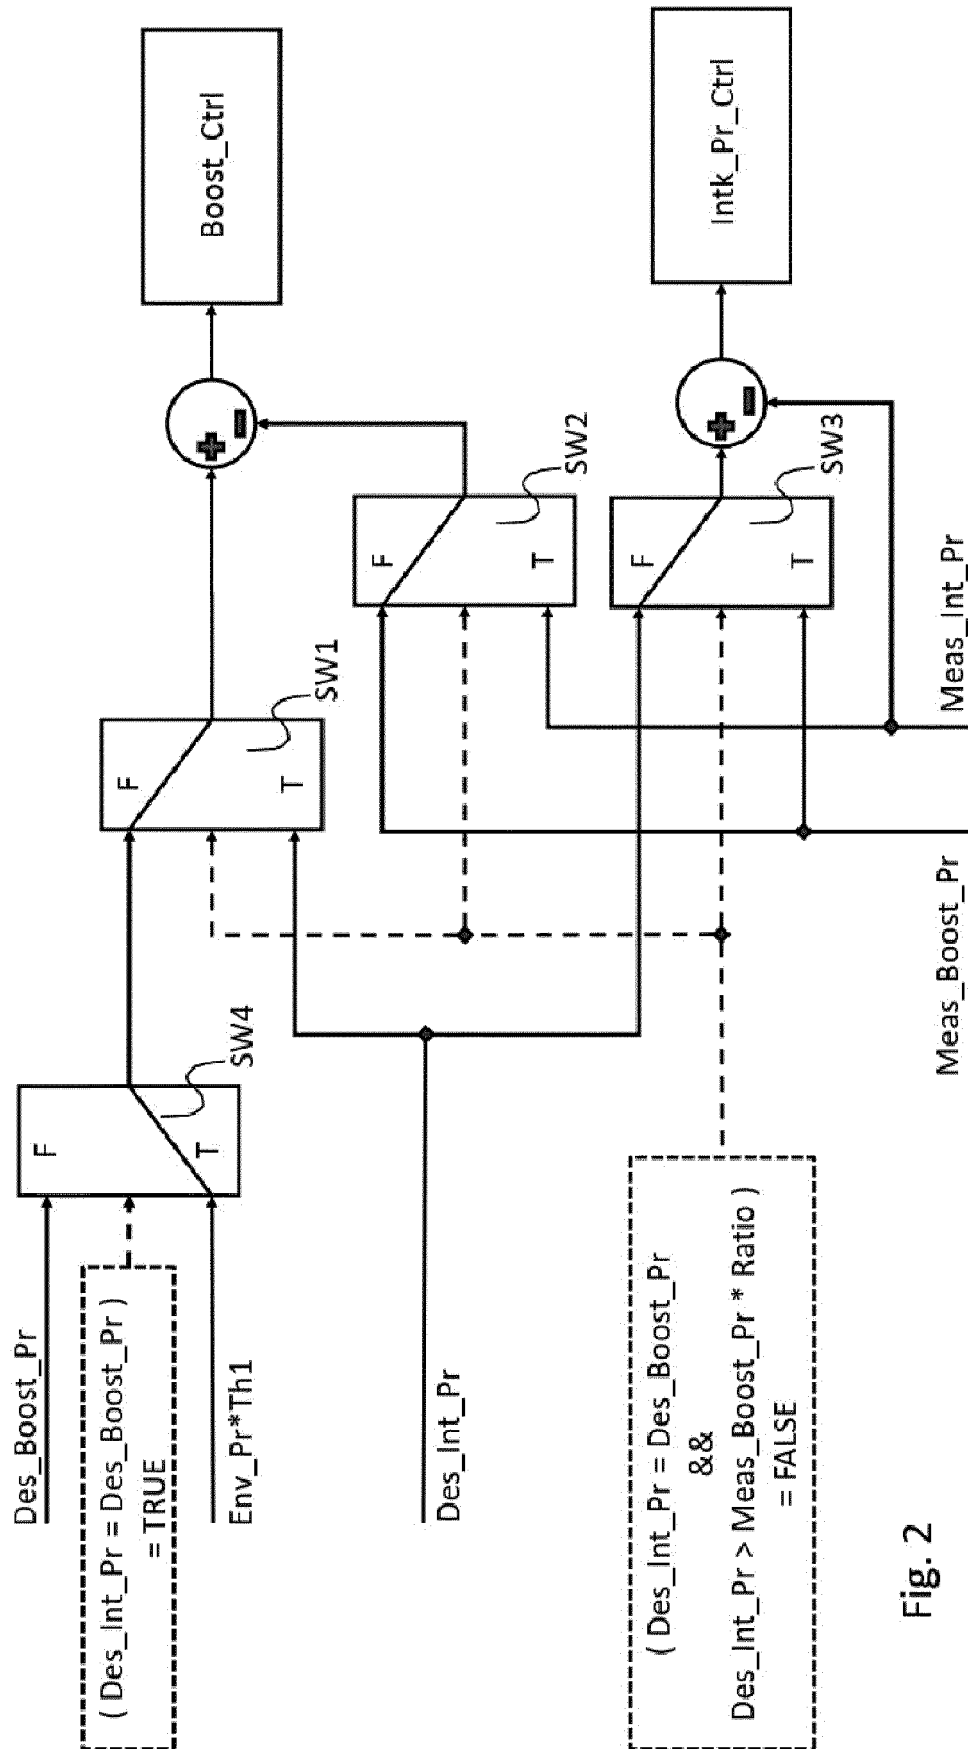 Des_Boost_Pr
( Des_Int_Pr = Des_Boost_Pr )
= TRUE
Env_Pr*Th1
F
T
SW4
Des_Int_Pr
( Des_Int_Pr = Des_Boost_Pr
&&
Des_Int_Pr > Meas_Boost_Pr * Ratio )
= FALSE
F
T
SW1
F
T
SW2
F
T
SW3
Boost_Ctrl
Intk_Pr_Ctrl
Meas_Boost_Pr
Meas_Int_Pr
Fig. 2